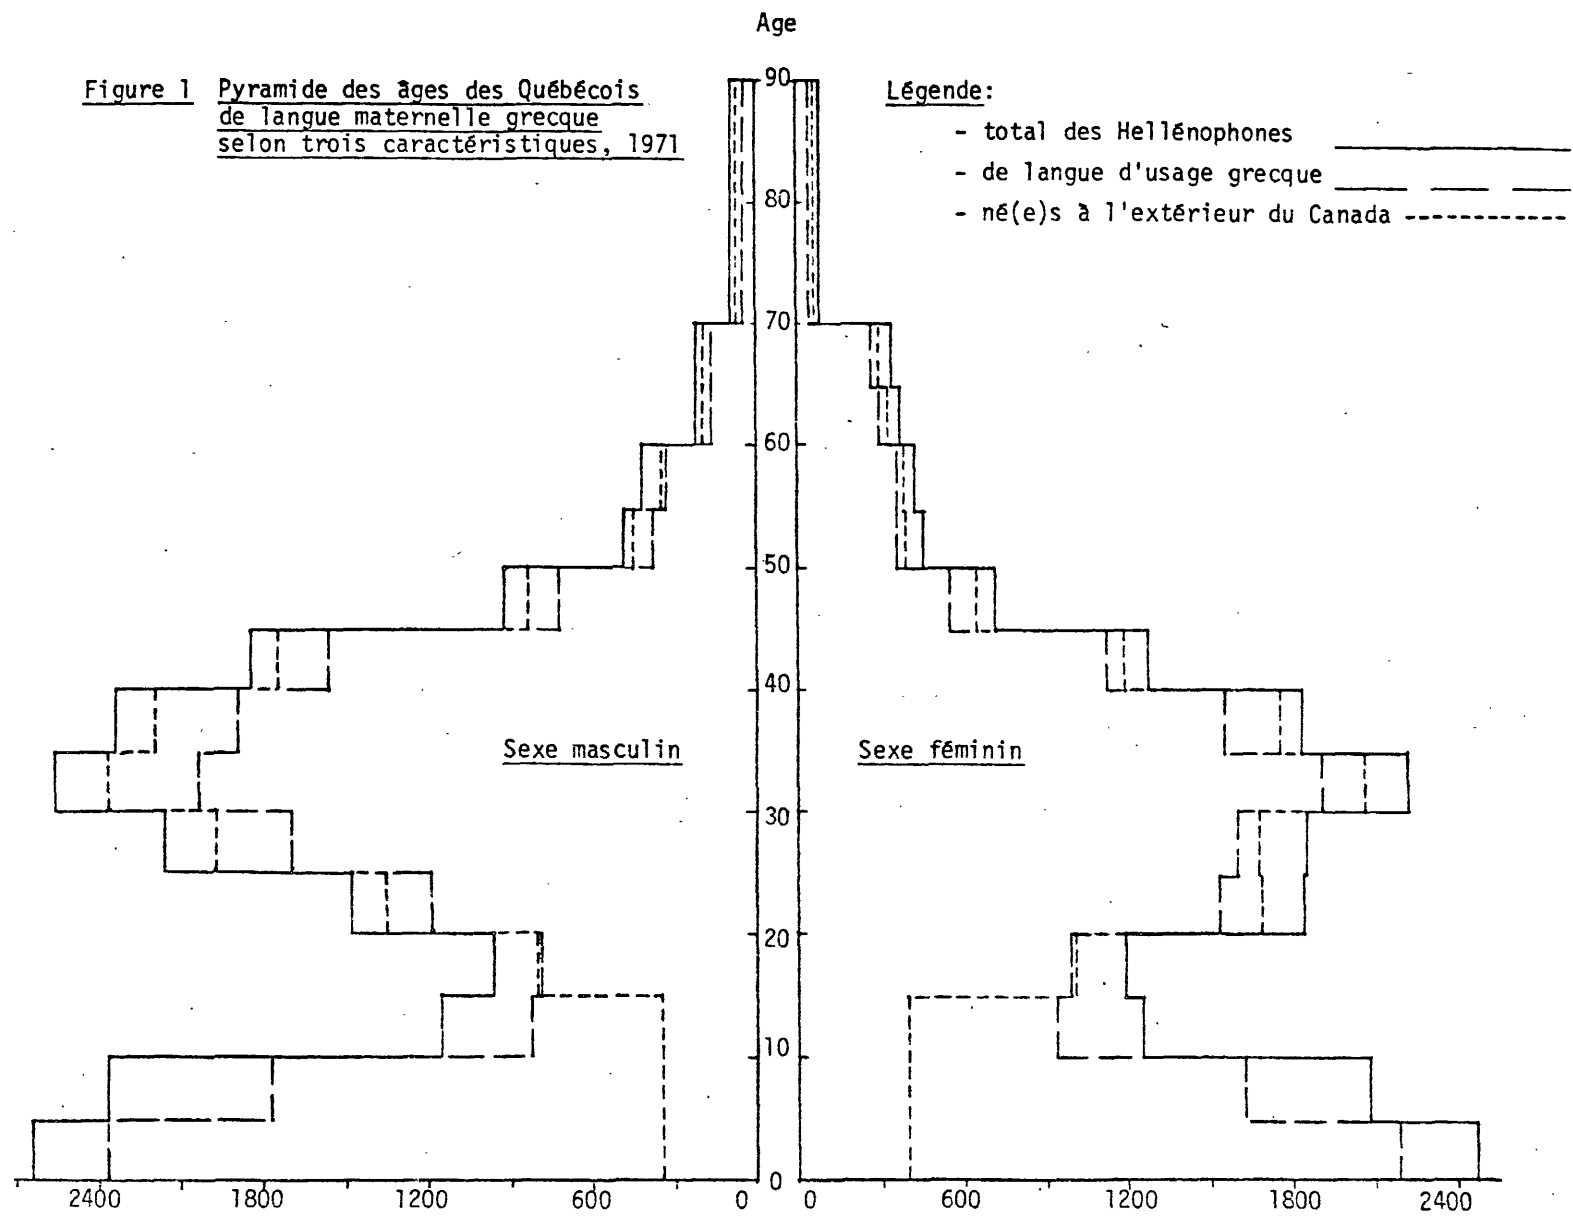 Age
Figure 1 Pyramide des âges des Québécois
de langue maternelle grecque
selon trois caractéristiques, 1971
Légende:
- total des Hellénophones
- de langue d'usage grecque
- né(e)s à l'extérieur du Canada
90
80
70
60
50
40
Sexe masculin
Sexe féminin
30
20
10
0
2400 1800 1200 600 0 0 600 1200 1800 2400